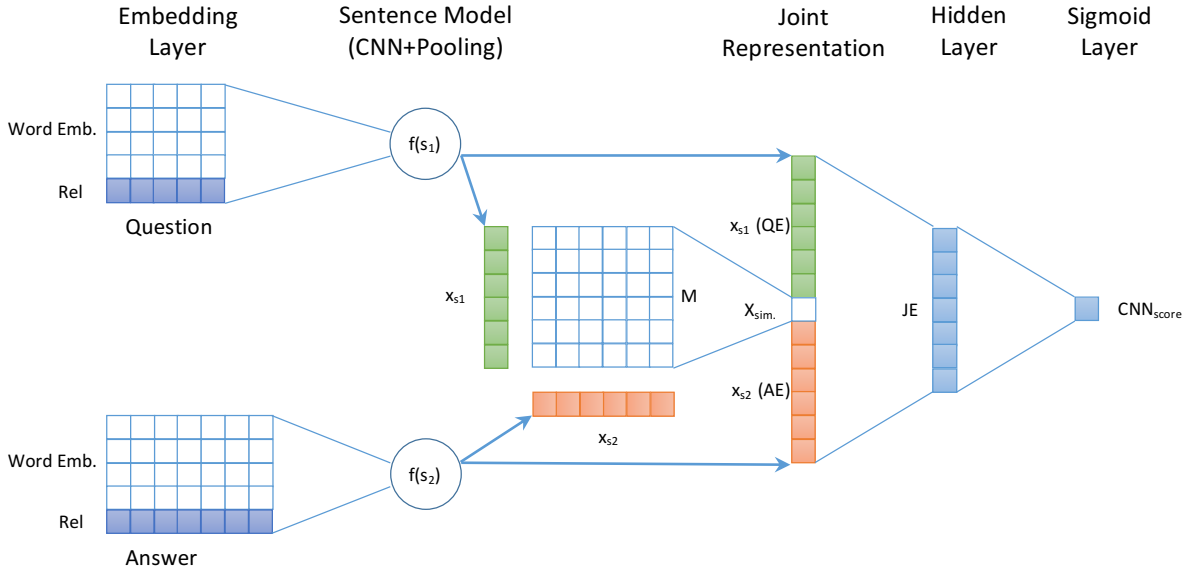 Embedding
Layer
Sentence Model
(CNN+Pooling)
Joint
Representation
Hidden
Layer
Sigmoid
Layer
Word Emb.
Rel
Question
f(s1)
xs1
M
xs1 (QE)
Xsim.
xs2 (AE)
JE
CNNscore
xs2
Word Emb.
Rel
Answer
f(s2)